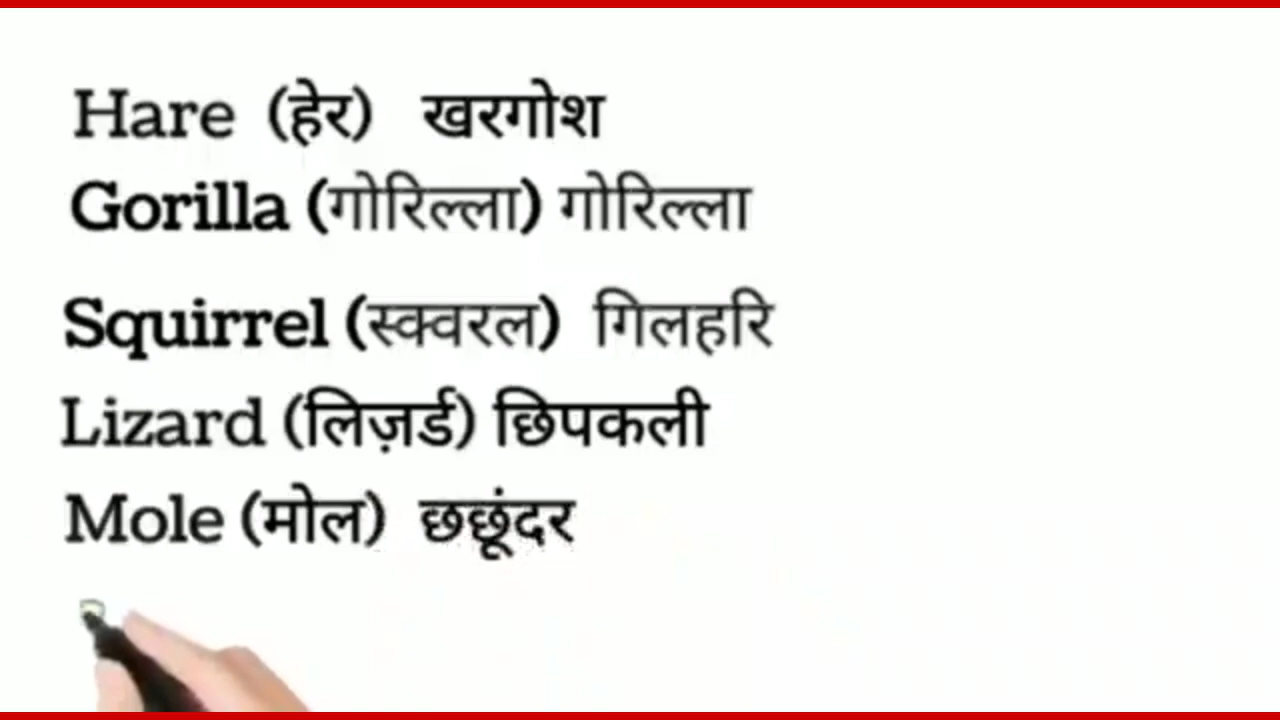 Hare (हेर) खरगोश
Gorilla (गोरिल्ला) गोरिल्ला
Squirrel (स्क्वरल) गिलहरि
Lizard (लिज़र्ड) छिपकली
Mole (मोल) छछूंदर